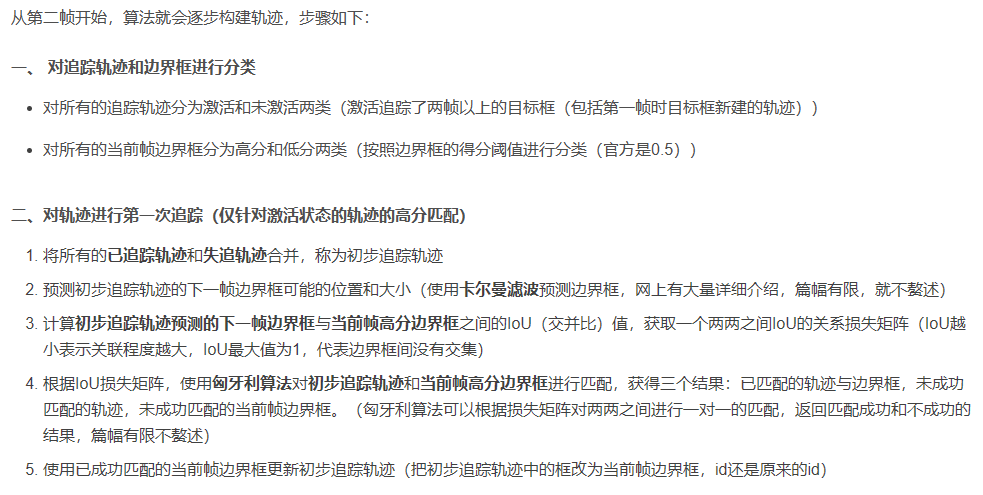 从第二帧开始，算法就会逐步构建轨迹，步骤如下：
一、 对追踪轨迹和边界框进行分类
• 对所有的追踪轨迹分为激活和未激活两类（激活追踪了两帧以上的目标框（包括第一帧时目标框新建的轨迹））
• 对所有的当前帧边界框分为高分和低分两类（按照边界框的得分阈值进行分类（官方是0.5））
二、对轨迹进行第一次追踪（仅针对激活状态的轨迹的高分匹配）
1. 将所有的已追踪轨迹和失追轨迹合并，称为初步追踪轨迹
2. 预测初步追踪轨迹的下一帧边界框可能的位置和大小（使用卡尔曼滤波预测边界框，网上有大量详细介绍，篇幅有限，就不螯述）
3. 计算初步追踪轨迹预测的下一帧边界框与当前帧高分边界框之间的IoU（交并比）值，获取一个两两之间IoU的关系损失矩阵（IoU越
小表示关联程度越大，IoU最大值为1，代表边界框间没有交集）
4. 根据IoU损失矩阵，使用匈牙利算法对初步追踪轨迹和当前帧高分边界框进行匹配，获得三个结果：已匹配的轨迹与边界框，未成功
匹配的轨迹，未成功匹配的当前帧边界框。（匈牙利算法可以根据损失矩阵对两两之间进行一对一的匹配，返回匹配成功和不成功的
结果，篇幅有限不螯述）
5. 使用已成功匹配的当前帧边界框更新初步追踪轨迹（把初步追踪轨迹中的框改为当前帧边界框，id还是原来的id）